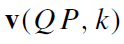 v(QP, k)